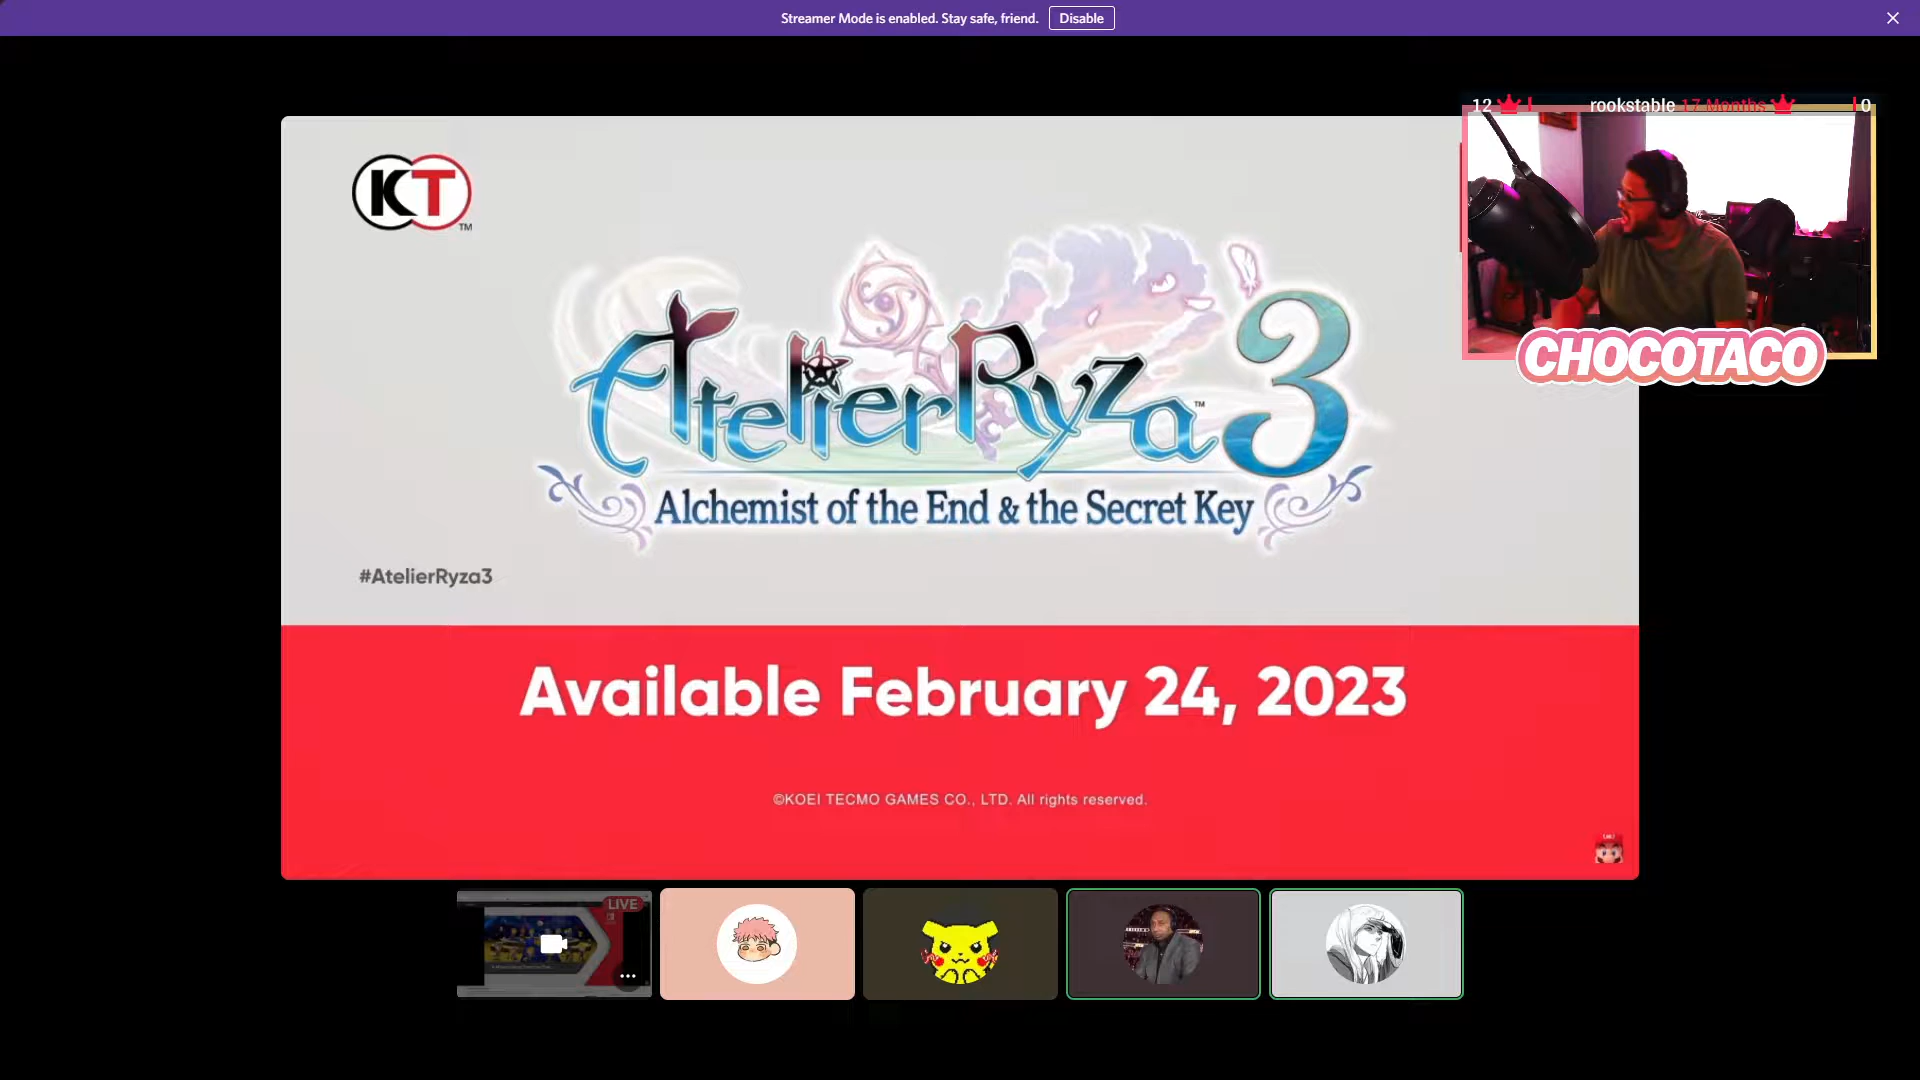 Streamer Mode is enabled. Stay safe, friend. Disable
12 rookstable 17 Months 0
KT
TM
Atelier Ryza 3
TM
Alchemist of the End & the Secret Key
CHOCOTACO
#AtelierRyza3
Available February 24, 2023
©KOEI TECMO GAMES CO., LTD. All rights reserved.
LIVE